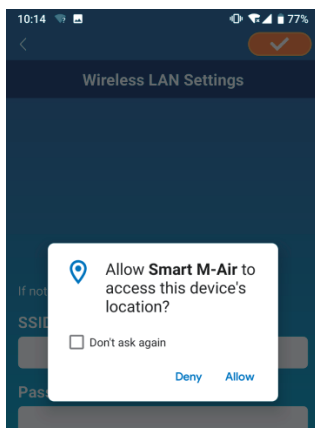 10:14
77%
Wireless LAN Settings
Allow Smart M-Air to
access this device's
location?
If not
SSID
Don't ask again
Deny Allow
Pass